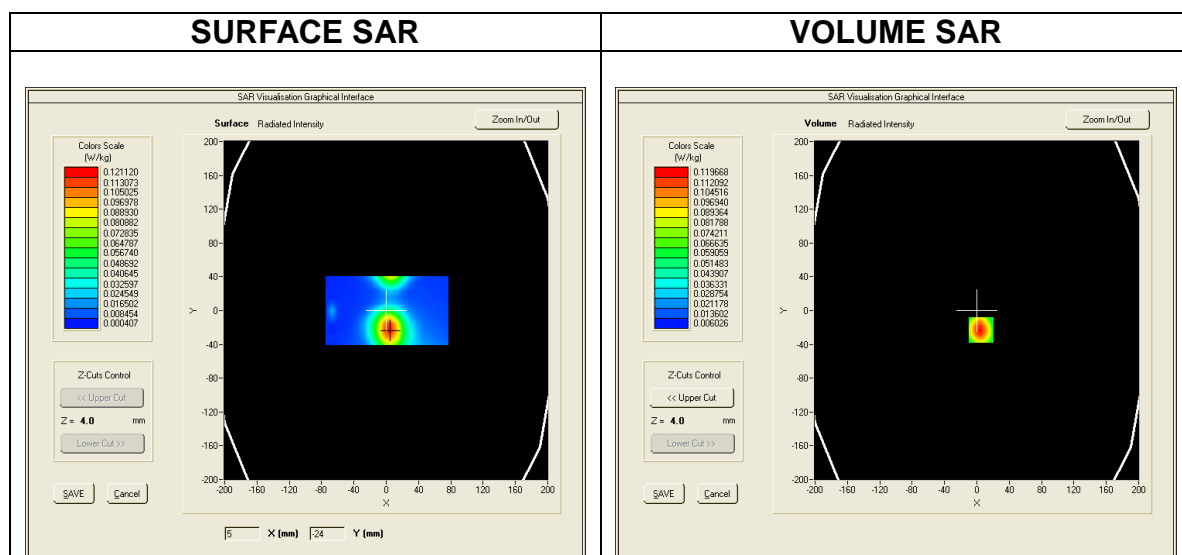 SURFACE SAR
VOLUME SAR
SAR Visualisation Graphical Interface
Surface Radiated Intensity
Zoom In/Out
Colors Scale
(W/kg)
0.121120
0.113073
0.105025
0.096978
0.088930
0.080882
0.072835
0.064787
0.056740
0.048692
0.040645
0.032597
0.024549
0.016502
0.008454
0.000407
200
160
120
80
40
0
-40
-80
-120
-160
-200
Y
-200 -160 -120 -80 -40 0 40 80 120 160 200
X
Z-Cuts Control
<< Upper Cut
Z = 4.0 mm
Lower Cut >>
SAVE Cancel
5 X (mm) -24 Y (mm)
SAR Visualisation Graphical Interface
Volume Radiated Intensity
Zoom In/Out
Colors Scale
(W/kg)
0.119668
0.112092
0.104516
0.096940
0.089364
0.081788
0.074211
0.066635
0.059059
0.051483
0.043907
0.036331
0.028754
0.021178
0.013602
0.006026
200
160
120
80
40
0
-40
-80
-120
-160
-200
Y
-200 -160 -120 -80 -40 0 40 80 120 160 200
X
Z-Cuts Control
<< Upper Cut
Z = 4.0 mm
Lower Cut >>
SAVE Cancel